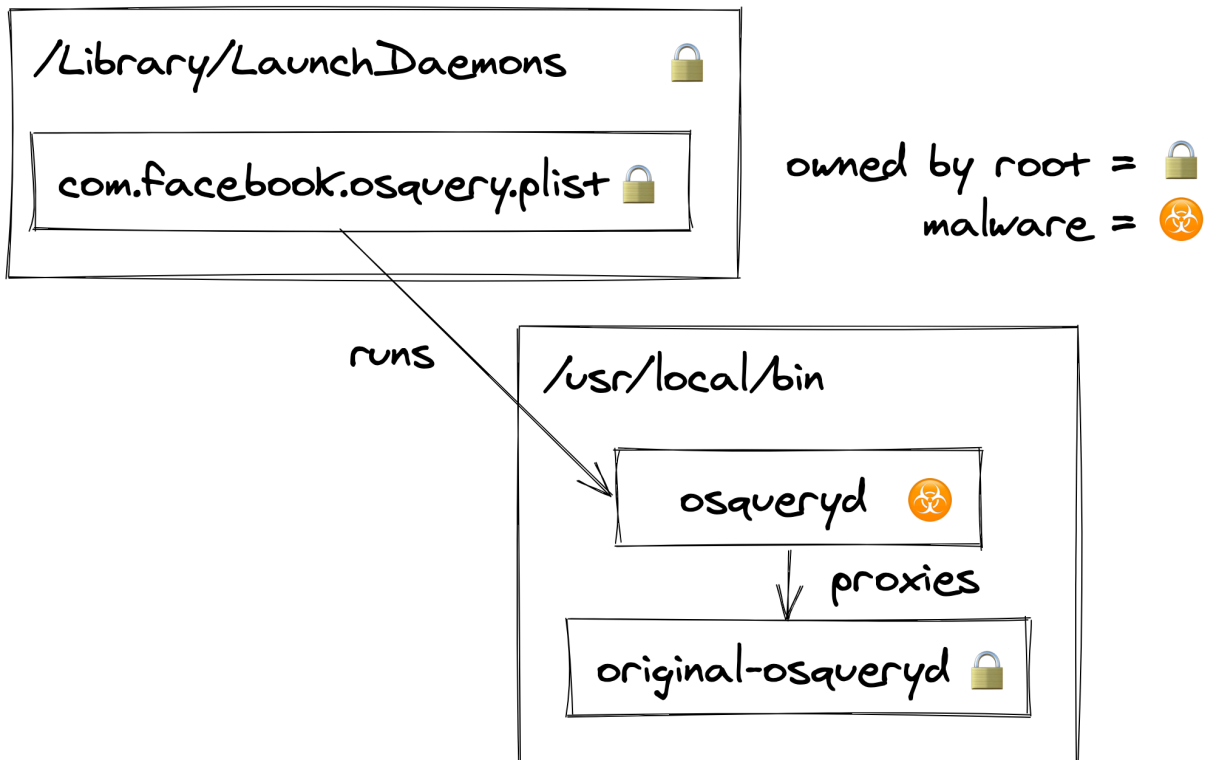 /Library/LaunchDaemons
com.facebook.osquery.plist
owned by root =
malware =
runs
/usr/local/bin
osqueryd
proxies
original-osqueryd